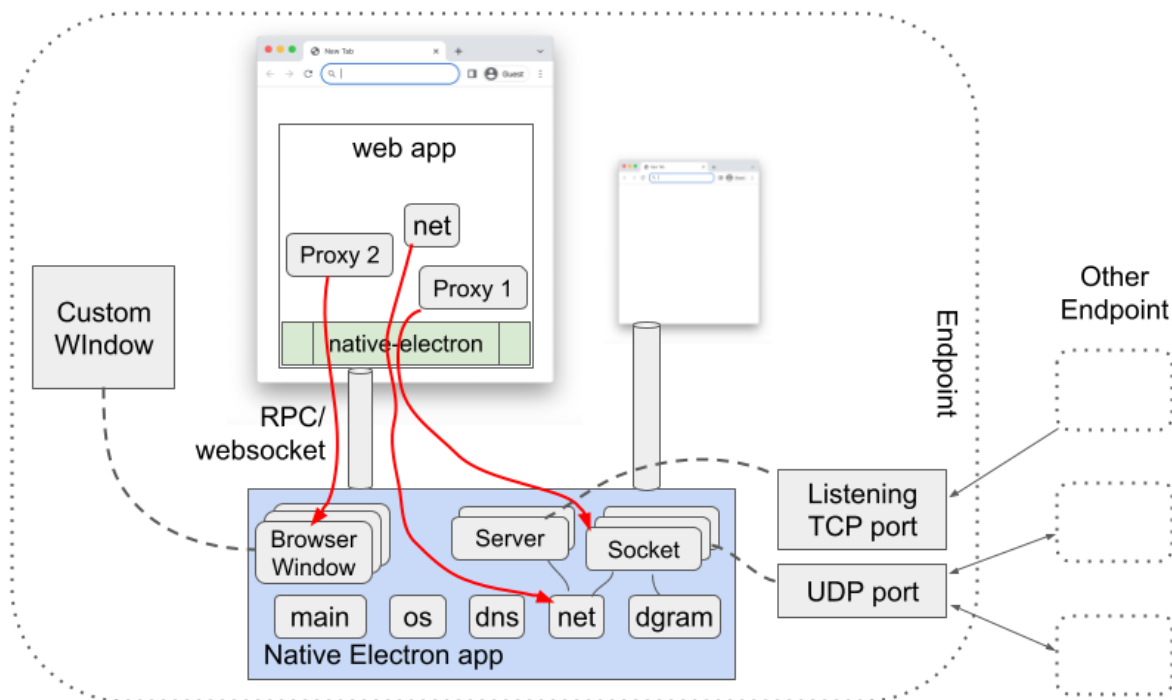 New Tab
Guest
web app
net
Proxy 2
Proxy 1
native-electron
Custom
WIndow
RPC/
websocket
Endpoint
Other
Endpoint
Listening
TCP port
UDP port
Browser
Window
Server
Socket
main
os
dns
net
dgram
Native Electron app